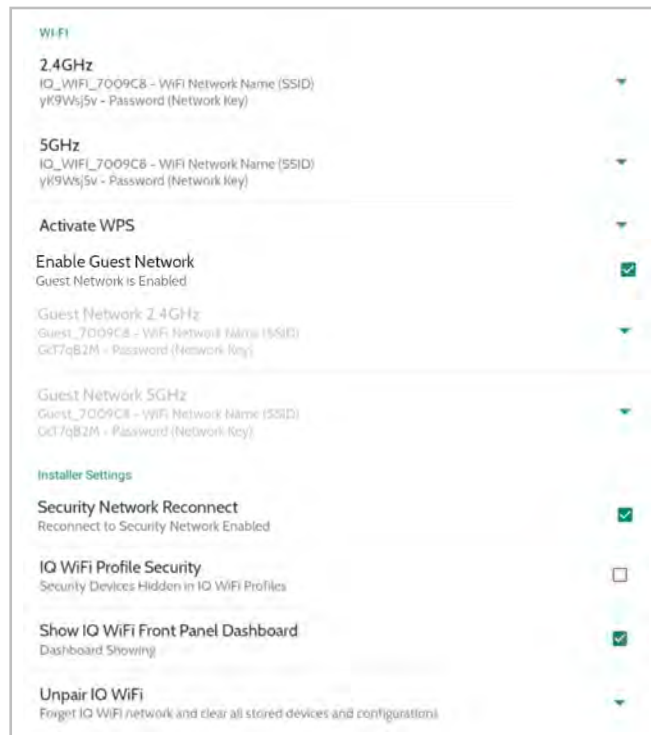 WI-FI
2.4GHz
IQ_WIFI_7009C8 - WiFi Network Name (SSID)
yK9Wsj5v - Password (Network Key)
5GHz
IQ_WIFI_7009C8 - WiFi Network Name (SSID)
yK9Wsj5v - Password (Network Key)
Activate WPS
Enable Guest Network
Guest Network is Enabled
Guest Network 2.4GHz
Guest_7009C8 - WiFi Network Name (SSID)
GcT7qB2M - Password (Network Key)
Guest Network 5GHz
Guest_7009C8 - WiFi Network Name (SSID)
GcT7qB2M - Password (Network Key)
Installer Settings
Security Network Reconnect
Reconnect to Security Network Enabled
IQ WiFi Profile Security
Security Devices Hidden in IQ WiFi Profiles
Show IQ WiFi Front Panel Dashboard
Dashboard Showing
Unpair IQ WiFi
Forget IQ WiFi network and clear all stored devices and configurations